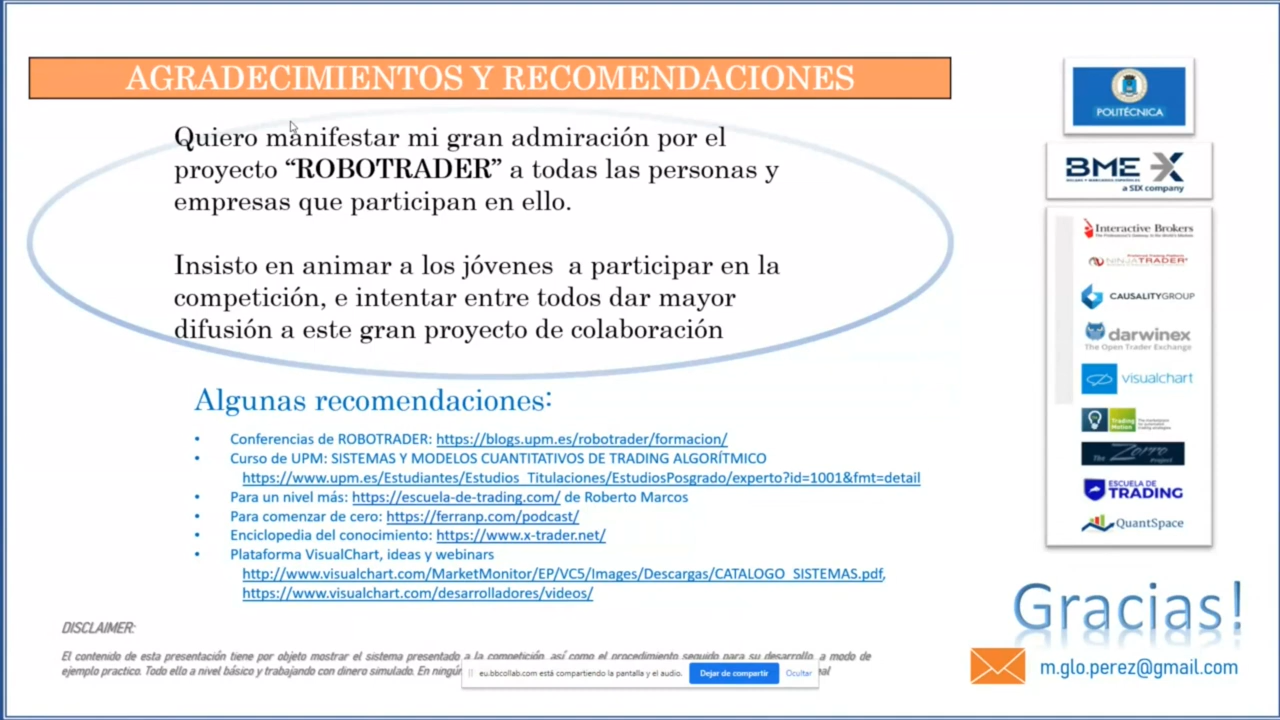 AGRADECIMIENTOS Y RECOMENDACIONES
Quiero manifestar mi gran admiración por el
proyecto “ROBOTRADER” a todas las personas y
empresas que participan en ello.
Insisto en animar a los jóvenes a participar en la
competición, e intentar entre todos dar mayor
difusión a este gran proyecto de colaboración
Algunas recomendaciones:
• Conferencias de ROBOTRADER: https://blogs.upm.es/robotrader/formacion/
• Curso de UPM: SISTEMAS Y MODELOS CUANTITATIVOS DE TRADING ALGORÍTMICO
https://www.upm.es/Estudiantes/Estudios_Titulaciones/EstudiosPosgrado/experto?id=1001&fmt=detail
• Para un nivel más: https://escuela-de-trading.com/ de Roberto Marcos
• Para comenzar de cero: https://ferranp.com/podcast/
• Enciclopedia del conocimiento: https://www.x-trader.net/
• Plataforma VisualChart, ideas y webinars
http://www.visualchart.com/MarketMonitor/EP/VC5/Images/Descargas/CATALOGO_SISTEMAS.pdf,
https://www.visualchart.com/desarrolladores/videos/
DISCLAIMER:
El contenido de esta presentación tiene por objeto mostrar el sistema presentado a la competición, así como el procedimiento seguido para su desarrollo, a modo de
ejemplo practico. Todo ello a nivel básico y trabajando con dinero simulado. En ningún
eu.bbcollab.com está compartiendo la pantalla y el audio.
Dejar de compartir
Ocultar
POLITÉCNICA
BME X
a SIX company
Interactive Brokers
NINJATRADER
CAUSALITYGROUP
darwinex
The Open Trader Exchange
visualchart
Trading
Motion
The Zorro
Project
ESCUELA DE
TRADING
QuantSpace
Gracias!
m.glo.perez@gmail.com